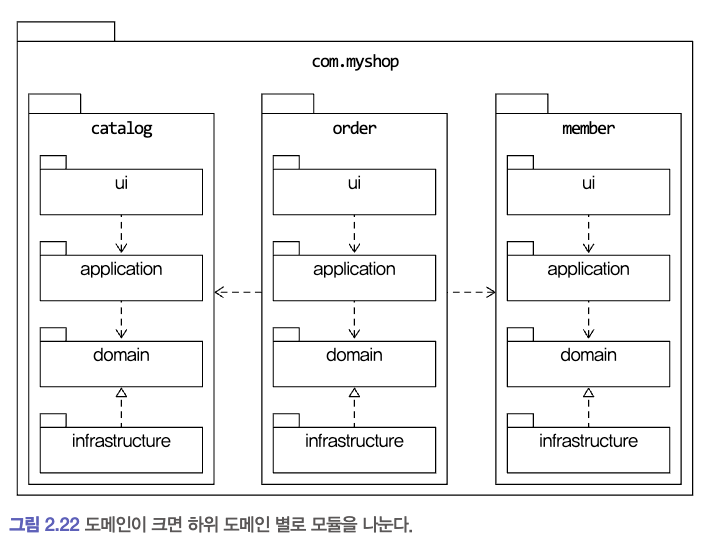 com.myshop
catalog
order
member
ui
ui
ui
application
application
application
domain
domain
domain
infrastructure
infrastructure
infrastructure
그림 2.22 도메인이 크면 하위 도메인 별로 모듈을 나눈다.